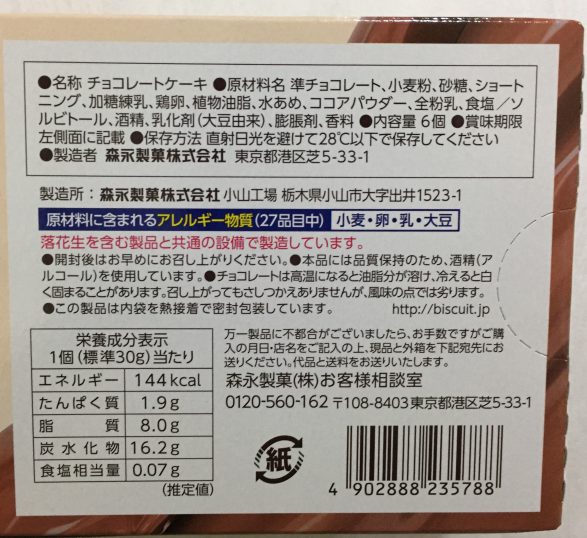 ●名称 チョコレートケーキ ●原材料名 準チョコレート、小麦粉、砂糖、ショート
ニング、加糖練乳、鶏卵、植物油脂、水あめ、ココアパウダー、全粉乳、食塩／ソ
ルビトール、酒精、乳化剤（大豆由来）、膨脹剤、香料 ●内容量 6個 ●賞味期限
左側面に記載 ●保存方法 直射日光を避けて28℃以下で保存してください
●製造者 森永製菓株式会社 東京都港区芝5-33-1
製造所：森永製菓株式会社 小山工場 栃木県小山市大字出井1523-1
原材料に含まれるアレルギー物質（27品目中） 小麦・卵・乳・大豆
落花生を含む製品と共通の設備で製造しています。
●開封後はお早めにお召し上がりください。●本品には品質保持のため、酒精（ア
ルコール）を使用しています。●チョコレートは高温になると油脂分が溶け、冷えると白
く固まることがあります。召し上がってもさしつかえありませんが、風味の点では劣ります。
●この製品は内袋を熱接着で密封包装しています。 http://biscuit.jp
栄養成分表示
1個（標準30g）当たり
エネルギー 144kcal
たんぱく質 1.9g
脂質 8.0g
炭水化物 16.2g
食塩相当量 0.07g
（推定値）
万一製品に不都合がございましたら、お手数ですがご購
入の月日・店名をご記入の上、現品と外箱を下記宛先にお
送りください。代品と送料をお送りいたします。
森永製菓（株）お客様相談室
0120-560-162 〒108-8403 東京都港区芝5-33-1
紙
4 902888 235788